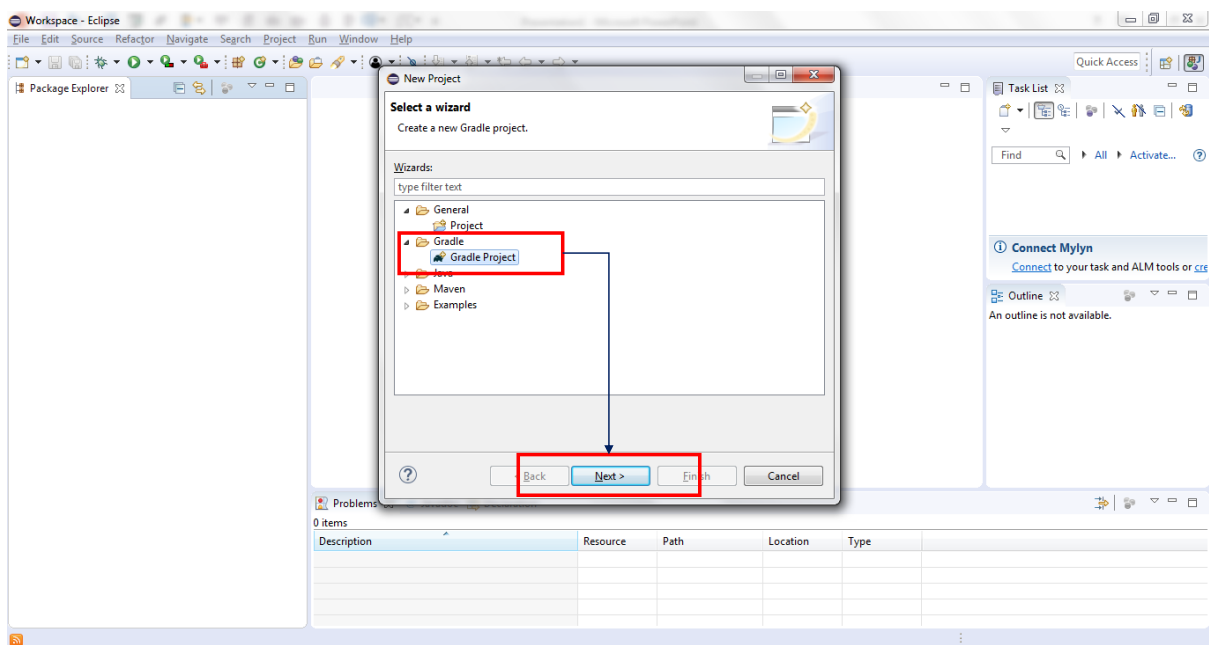 Workspace - Eclipse
File Edit Source Refactor Navigate Search Project Run Window Help
Quick Access
Package Explorer
New Project
Select a wizard
Create a new Gradle project.
Wizards:
type filter text
General
Project
Gradle
Gradle Project
Java
Maven
Examples
< Back Next > Finish Cancel
Task List
Find All Activate...
Connect Mylyn
Connect to your task and ALM tools or cre
Outline
An outline is not available.
Problems
0 items
Description Resource Path Location Type